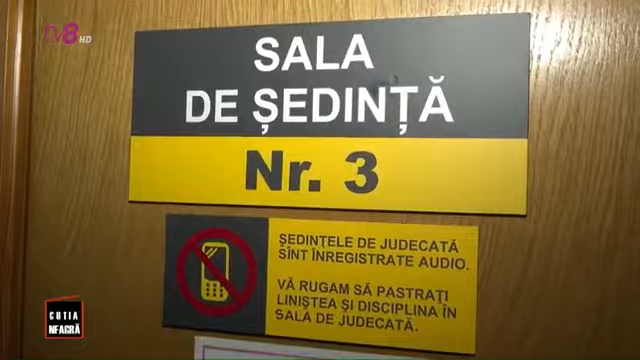 tv8 HD
SALA
DE ȘEDINȚĂ
Nr. 3
ȘEDINȚELE DE JUDECATĂ
SÎNT ÎNREGISTRATE AUDIO.
VĂ RUGAM SĂ PASTRAȚI
LINIȘTEA ȘI DISCIPLINA ÎN
SALA DE JUDECATĂ.
CUTIA
NEAGRĂ